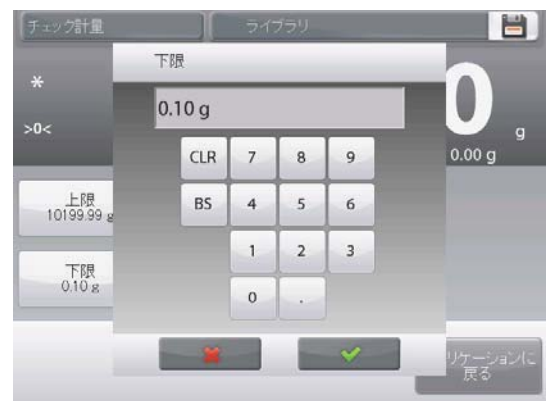 チェック計量
ライブラリ
下限
*
0.10 g
>0<
0
g
0.00 g
CLR
7
8
9
上限
10199.99 g
BS
4
5
6
1
2
3
下限
0.10 g
0
.
リケーションに
戻る